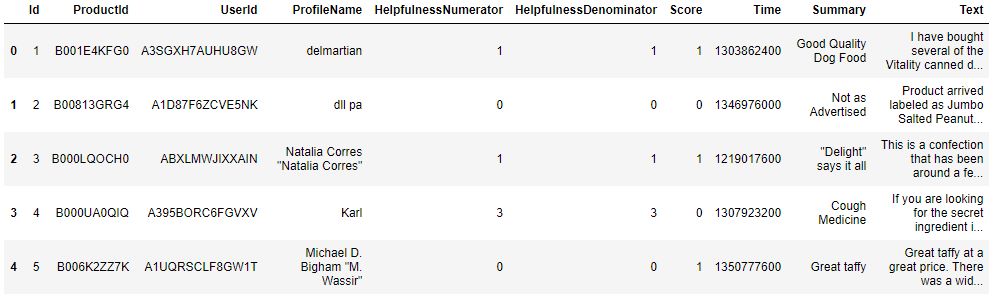 Id ProductId UserId ProfileName HelpfulnessNumerator HelpfulnessDenominator Score Time Summary Text
0 1 B001E4KFG0 A3SGXH7AUHU8GW delmartian 1 1 1 1303862400 Good Quality Dog Food I have bought several of the Vitality canned d...
1 2 B00813GRG4 A1D87F6ZCVE5NK dll pa 0 0 0 1346976000 Not as Advertised Product arrived labeled as Jumbo Salted Peanut...
2 3 B000LQOCH0 ABXLMWJIXXAIN Natalia Corres "Natalia Corres" 1 1 1 1219017600 "Delight" says it all This is a confection that has been around a fe...
3 4 B000UA0QIQ A395BORC6FGVXV Karl 3 3 0 1307923200 Cough Medicine If you are looking for the secret ingredient i...
4 5 B006K2ZZ7K A1UQRSCLF8GW1T Michael D. Bigham "M. Wassir" 0 0 1 1350777600 Great taffy Great taffy at a great price. There was a wid...